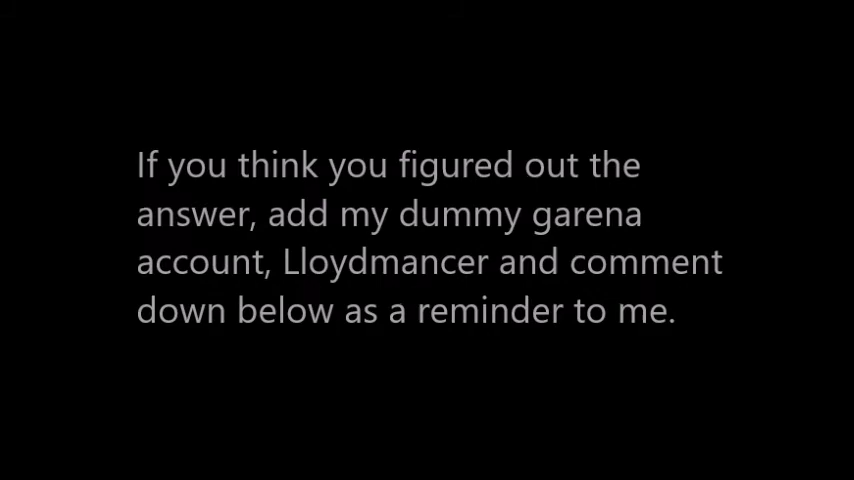 If you think you figured out the
answer, add my dummy garena
account, Lloydmancer and comment
down below as a reminder to me.